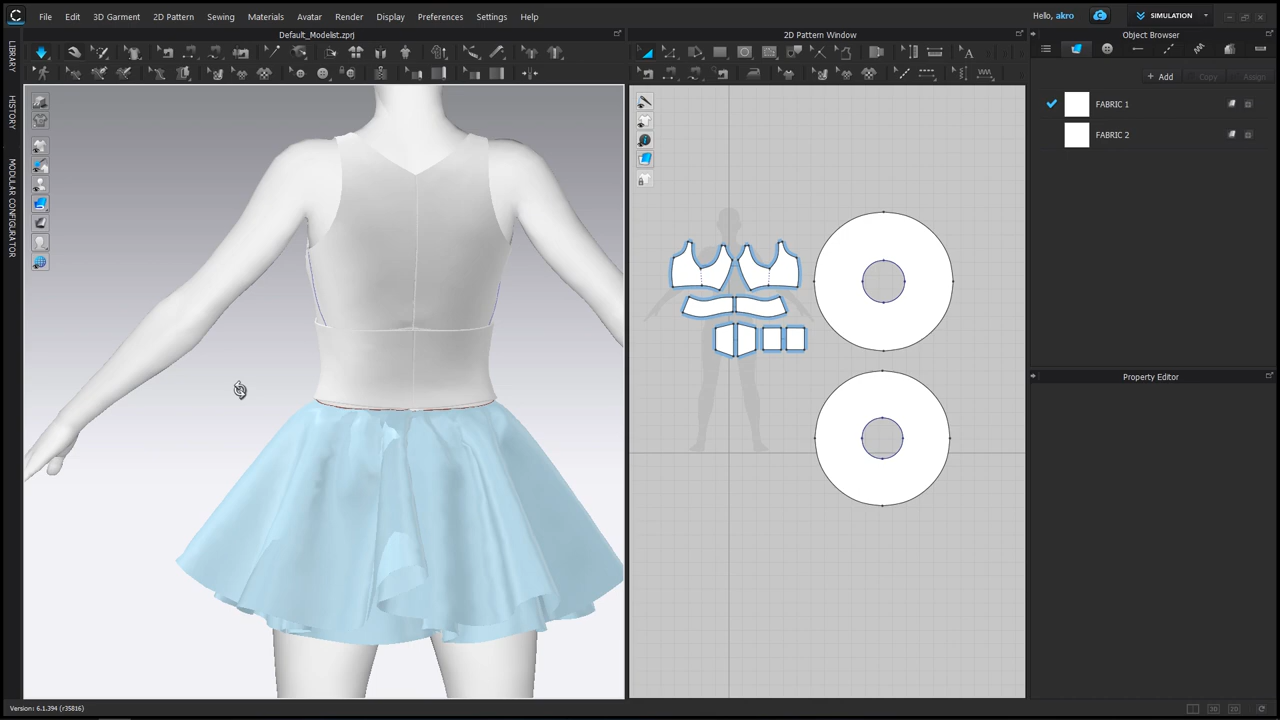 File Edit 3D Garment 2D Pattern Sewing Materials Avatar Render Display Preferences Settings Help
Hello, akro
SIMULATION
Default_Modelist.zprj
2D Pattern Window
Object Browser
LIBRARY
HISTORY
MODULAR CONFIGURATOR
+ Add Copy Assign
FABRIC 1
FABRIC 2
Property Editor
Version: 6.1.394 (r35816)
3D
2D